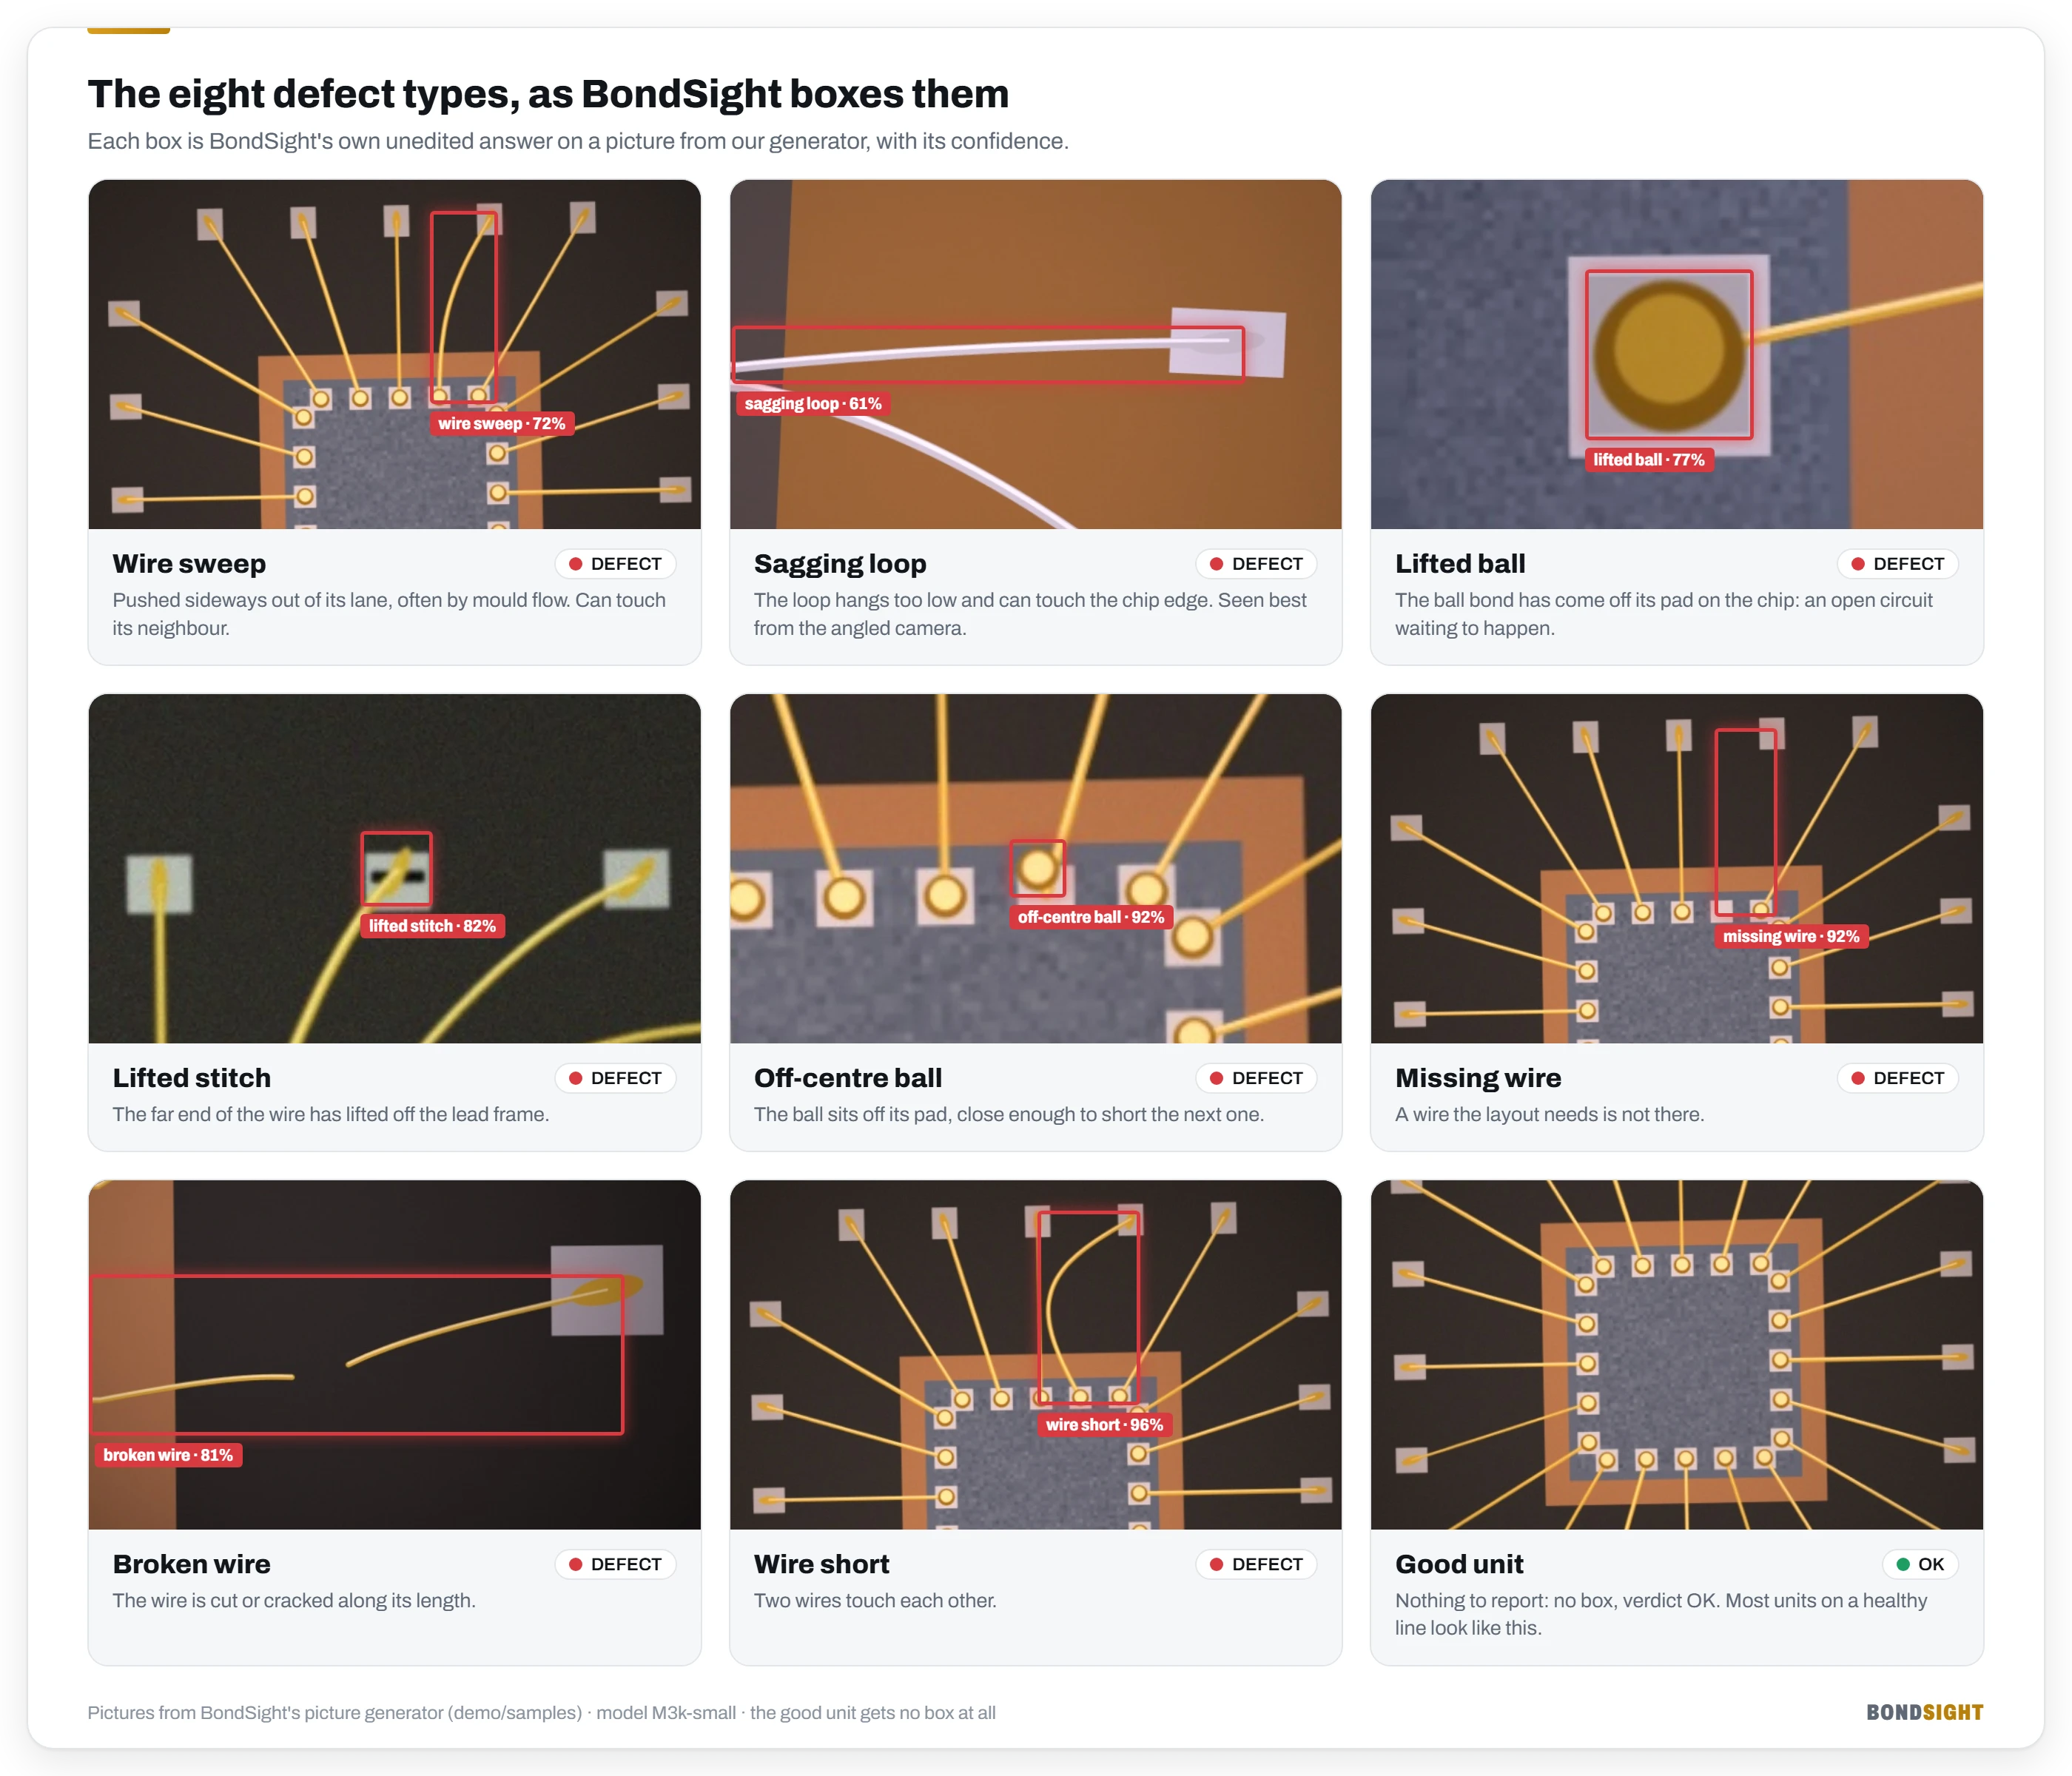 The eight defect types, as BondSight boxes them
Each box is BondSight's own unedited answer on a picture from our generator, with its confidence.
wire sweep · 72%
sagging loop · 61%
lifted ball · 77%
Wire sweep
DEFECT
Pushed sideways out of its lane, often by mould flow. Can touch
its neighbour.
Sagging loop
DEFECT
The loop hangs too low and can touch the chip edge. Seen best
from the angled camera.
Lifted ball
DEFECT
The ball bond has come off its pad on the chip: an open circuit
waiting to happen.
lifted stitch · 82%
off-centre ball · 92%
missing wire · 92%
Lifted stitch
DEFECT
The far end of the wire has lifted off the lead frame.
Off-centre ball
DEFECT
The ball sits off its pad, close enough to short the next one.
Missing wire
DEFECT
A wire the layout needs is not there.
broken wire · 81%
wire short · 96%
Broken wire
DEFECT
The wire is cut or cracked along its length.
Wire short
DEFECT
Two wires touch each other.
Good unit
OK
Nothing to report: no box, verdict OK. Most units on a healthy
line look like this.
Pictures from BondSight's picture generator (demo/samples) · model M3k-small · the good unit gets no box at all
BONDSIGHT